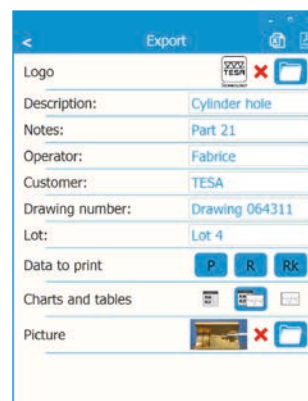 < Export
Logo TESA TECHNOLOGY
Description: Cylinder hole
Notes: Part 21
Operator: Fabrice
Customer: TESA
Drawing number: Drawing 064311
Lot: Lot 4
Data to print P R Rk
Charts and tables
Picture